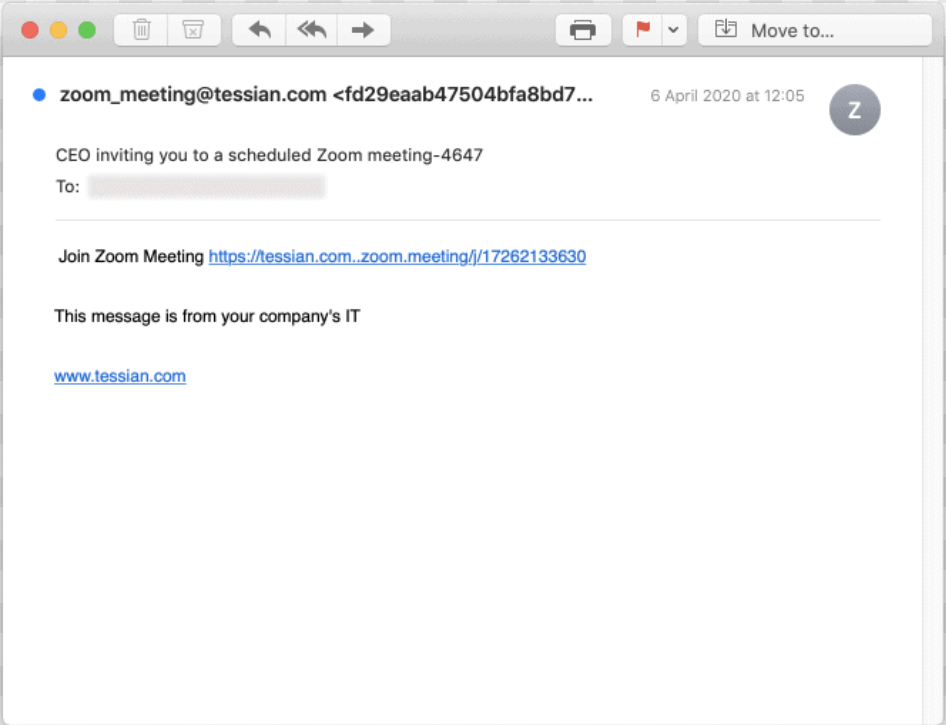 Move to...
zoom_meeting@tessian.com <fd29eaab47504bfa8bd7...
6 April 2020 at 12:05
Z
CEO inviting you to a scheduled Zoom meeting-4647
To:
Join Zoom Meeting https://tessian.com..zoom.meeting/j/17262133630
This message is from your company's IT
www.tessian.com